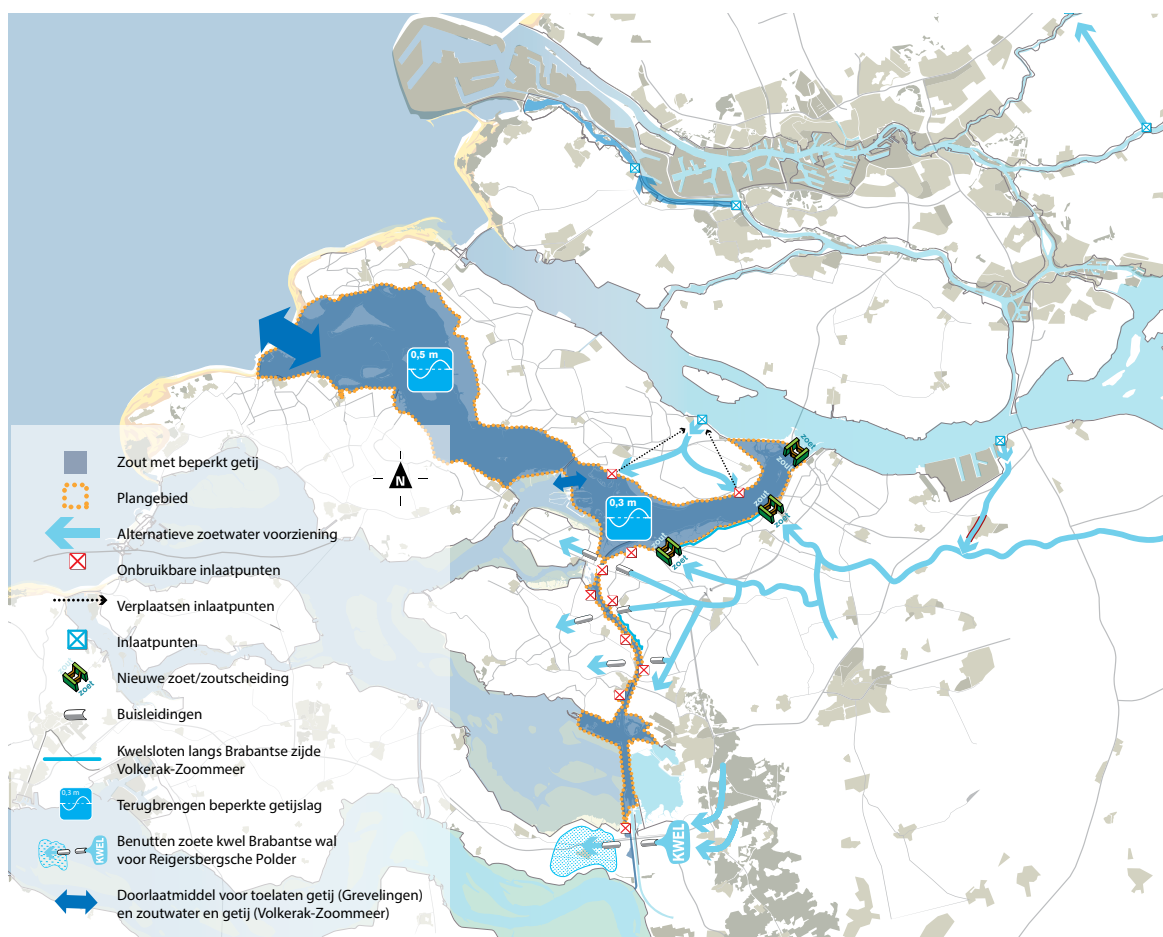 0,5 m
N
0,3 m
zoet
zout
zout
zoet
zout
zoet
KWEL
Zout met beperkt getij
Plangebied
Alternatieve zoetwater voorziening
Onbruikbare inlaatpunten
Verplaatsen inlaatpunten
Inlaatpunten
zout
zoet
Nieuwe zoet/zoutscheiding
Buisleidingen
Kwelsloten langs Brabantse zijde
Volkerak-Zoommeer
0,3 m
Terugbrengen beperkte getijslag
KWEL
Benutten zoete kwel Brabantse wal
voor Reigersbergsche Polder
Doorlaatmiddel voor toelaten getij (Grevelingen)
en zoutwater en getij (Volkerak-Zoommeer)